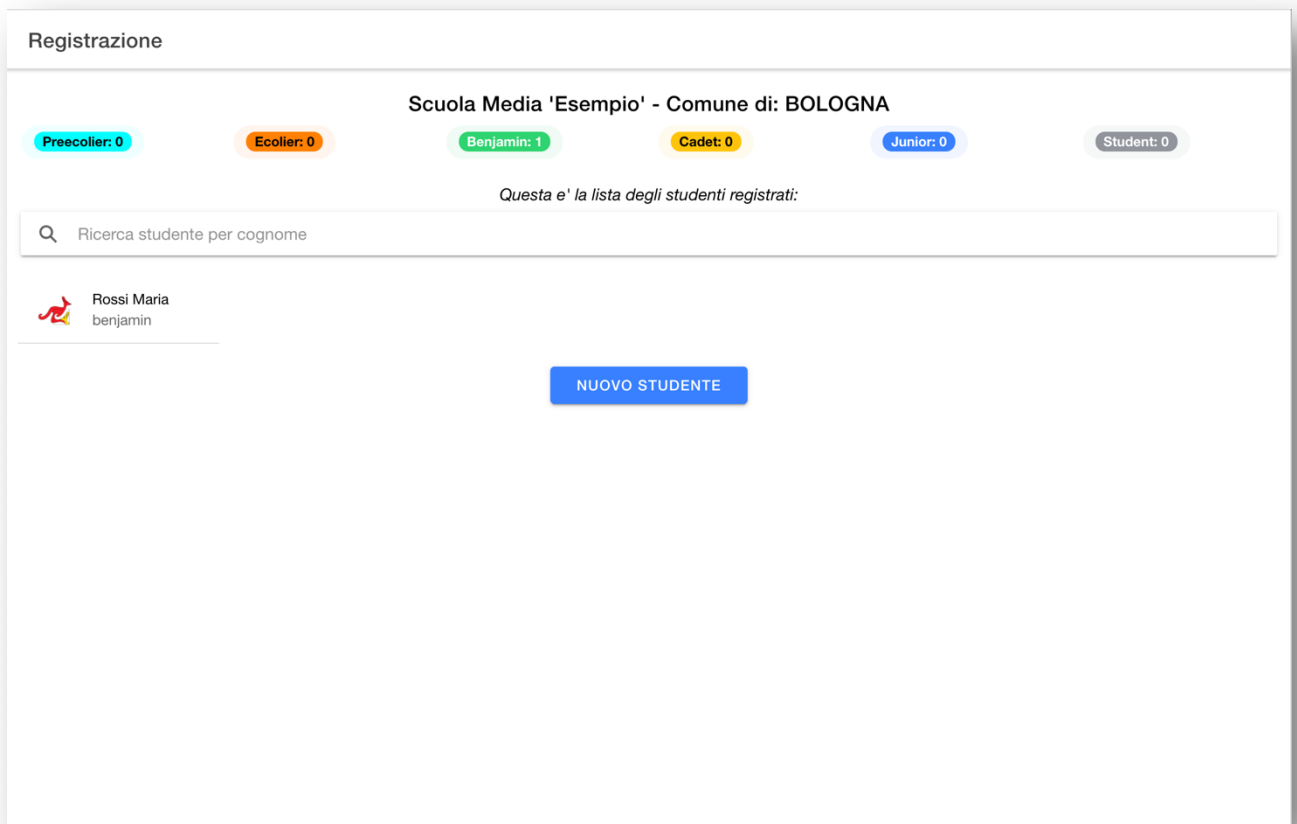 Registrazione
Scuola Media 'Esempio' - Comune di: BOLOGNA
Preecolier: 0 Ecolier: 0 Benjamin: 1 Cadet: 0 Junior: 0 Student: 0
Questa e' la lista degli studenti registrati:
Ricerca studente per cognome
Rossi Maria
benjamin
NUOVO STUDENTE